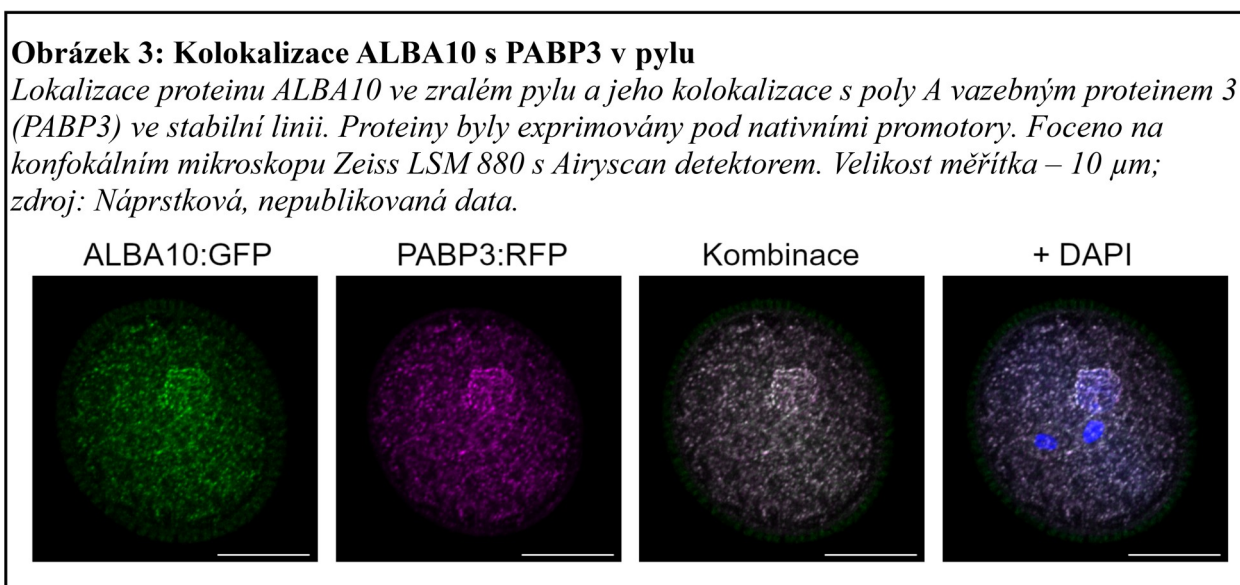 Obrázek 3: Kolokalizace ALBA10 s PABP3 v pylu
Lokalizace proteinu ALBA10 ve zralém pylu a jeho kolokalizace s poly A vazebným proteinem 3
(PABP3) ve stabilní linii. Proteiny byly exprimovány pod nativními promotory. Foceno na
konfokálním mikroskopu Zeiss LSM 880 s Airyscan detektorem. Velikost měřítka – 10 µm;
zdroj: Náprstková, nepublikovaná data.
ALBA10:GFP PABP3:RFP Kombinace + DAPI